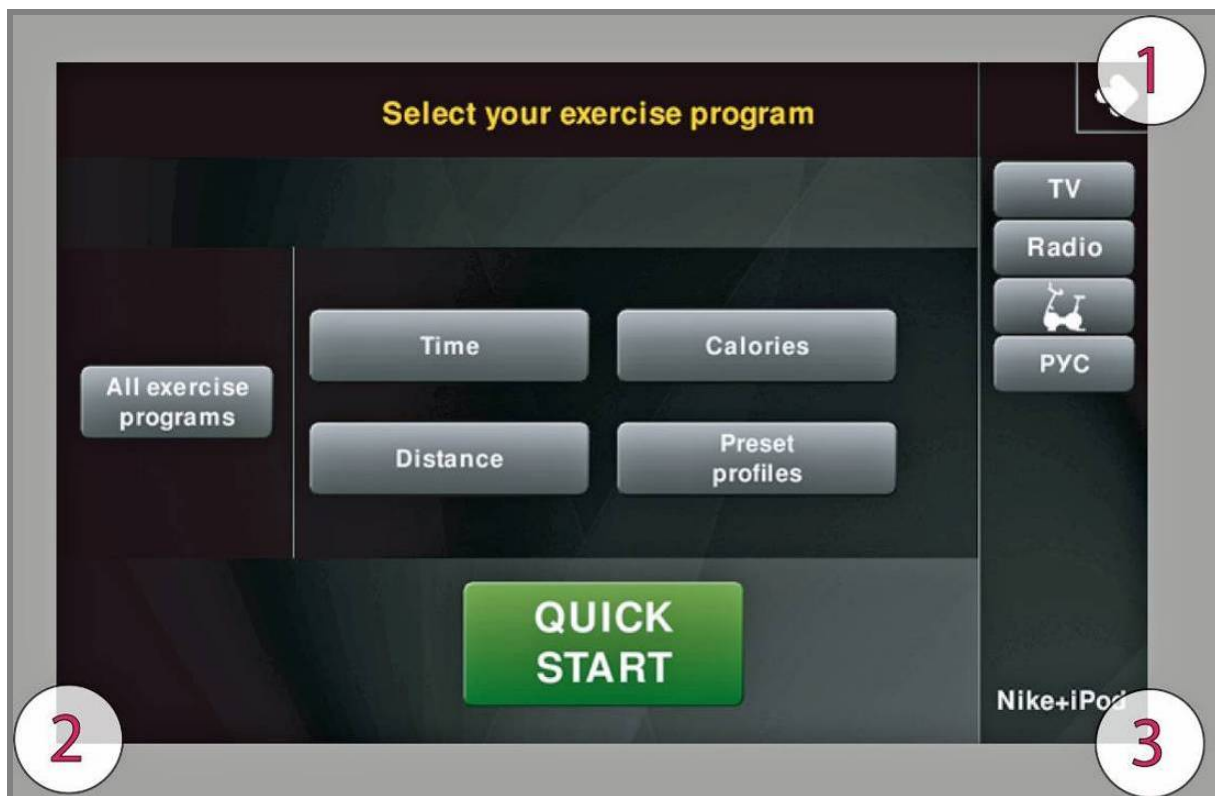 1
Select your exercise program
TV
Radio
РУС
Time
Calories
All exercise
programs
Distance
Preset
profiles
QUICK
START
Nike+iPod
2
3